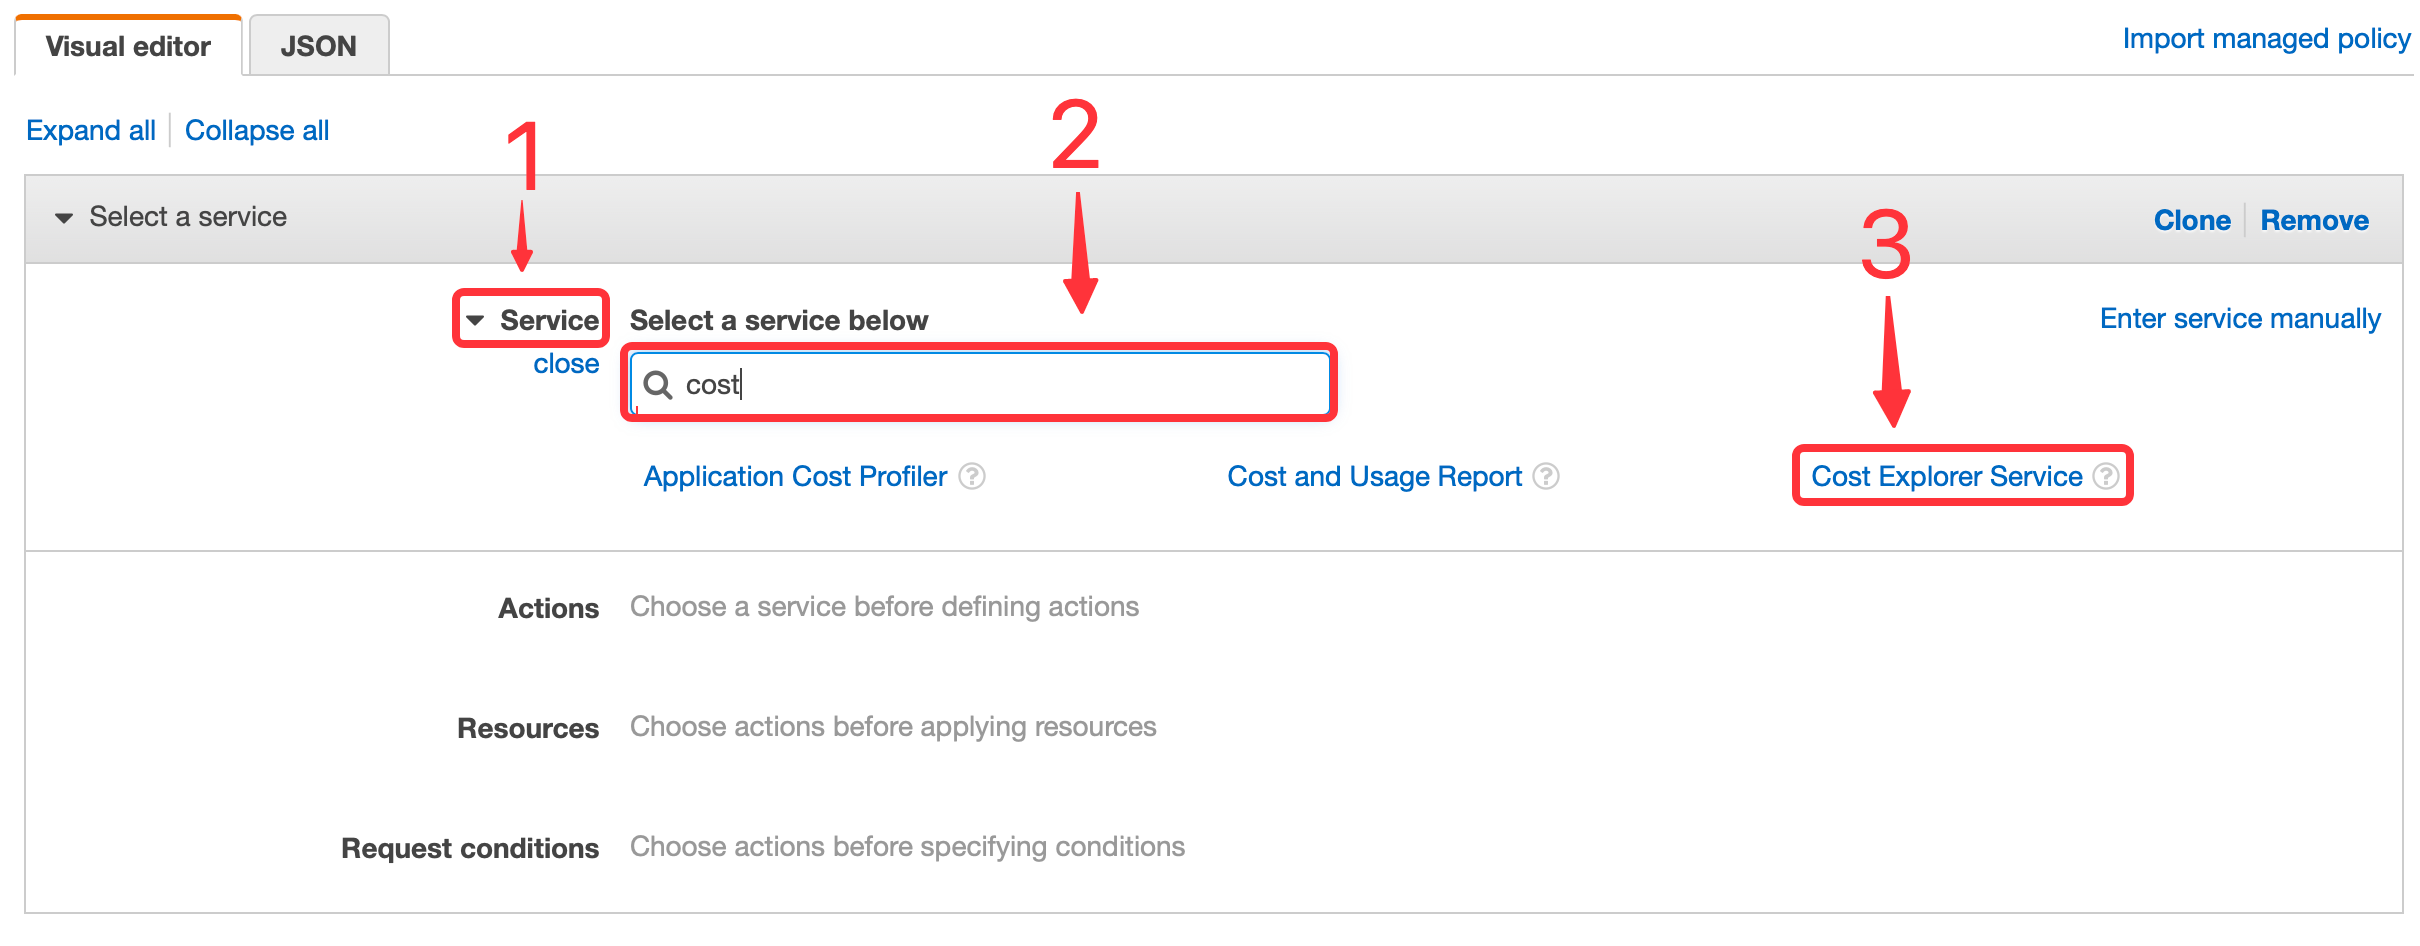 Visual editor JSON Import managed policy
Expand all Collapse all
1 2
Select a service Clone Remove
3
Service Select a service below Enter service manually
close
cost
Application Cost Profiler ? Cost and Usage Report ? Cost Explorer Service ?
Actions Choose a service before defining actions
Resources Choose actions before applying resources
Request conditions Choose actions before specifying conditions